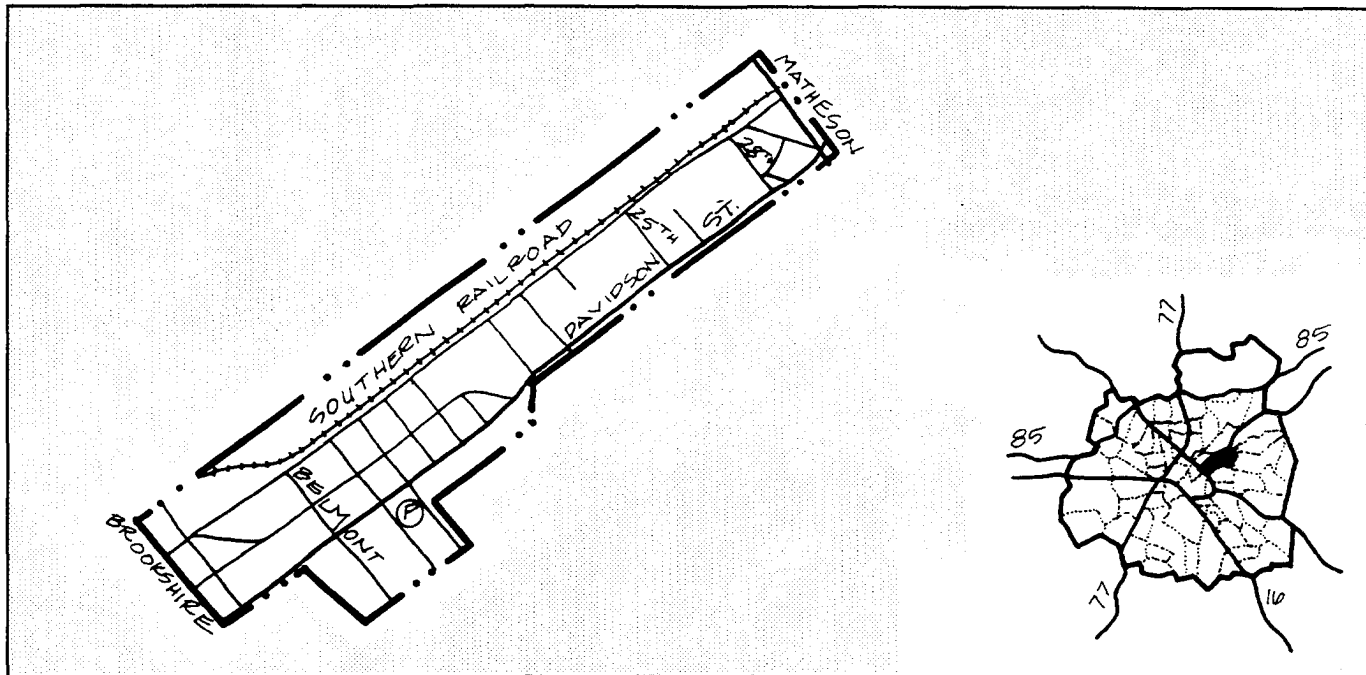 MATHESON
28TH
25TH
ST.
DAVIDSON
SOUTHERN RAILROAD
BELMONT
P
BROOKSHIRE
77
85
85
77
16